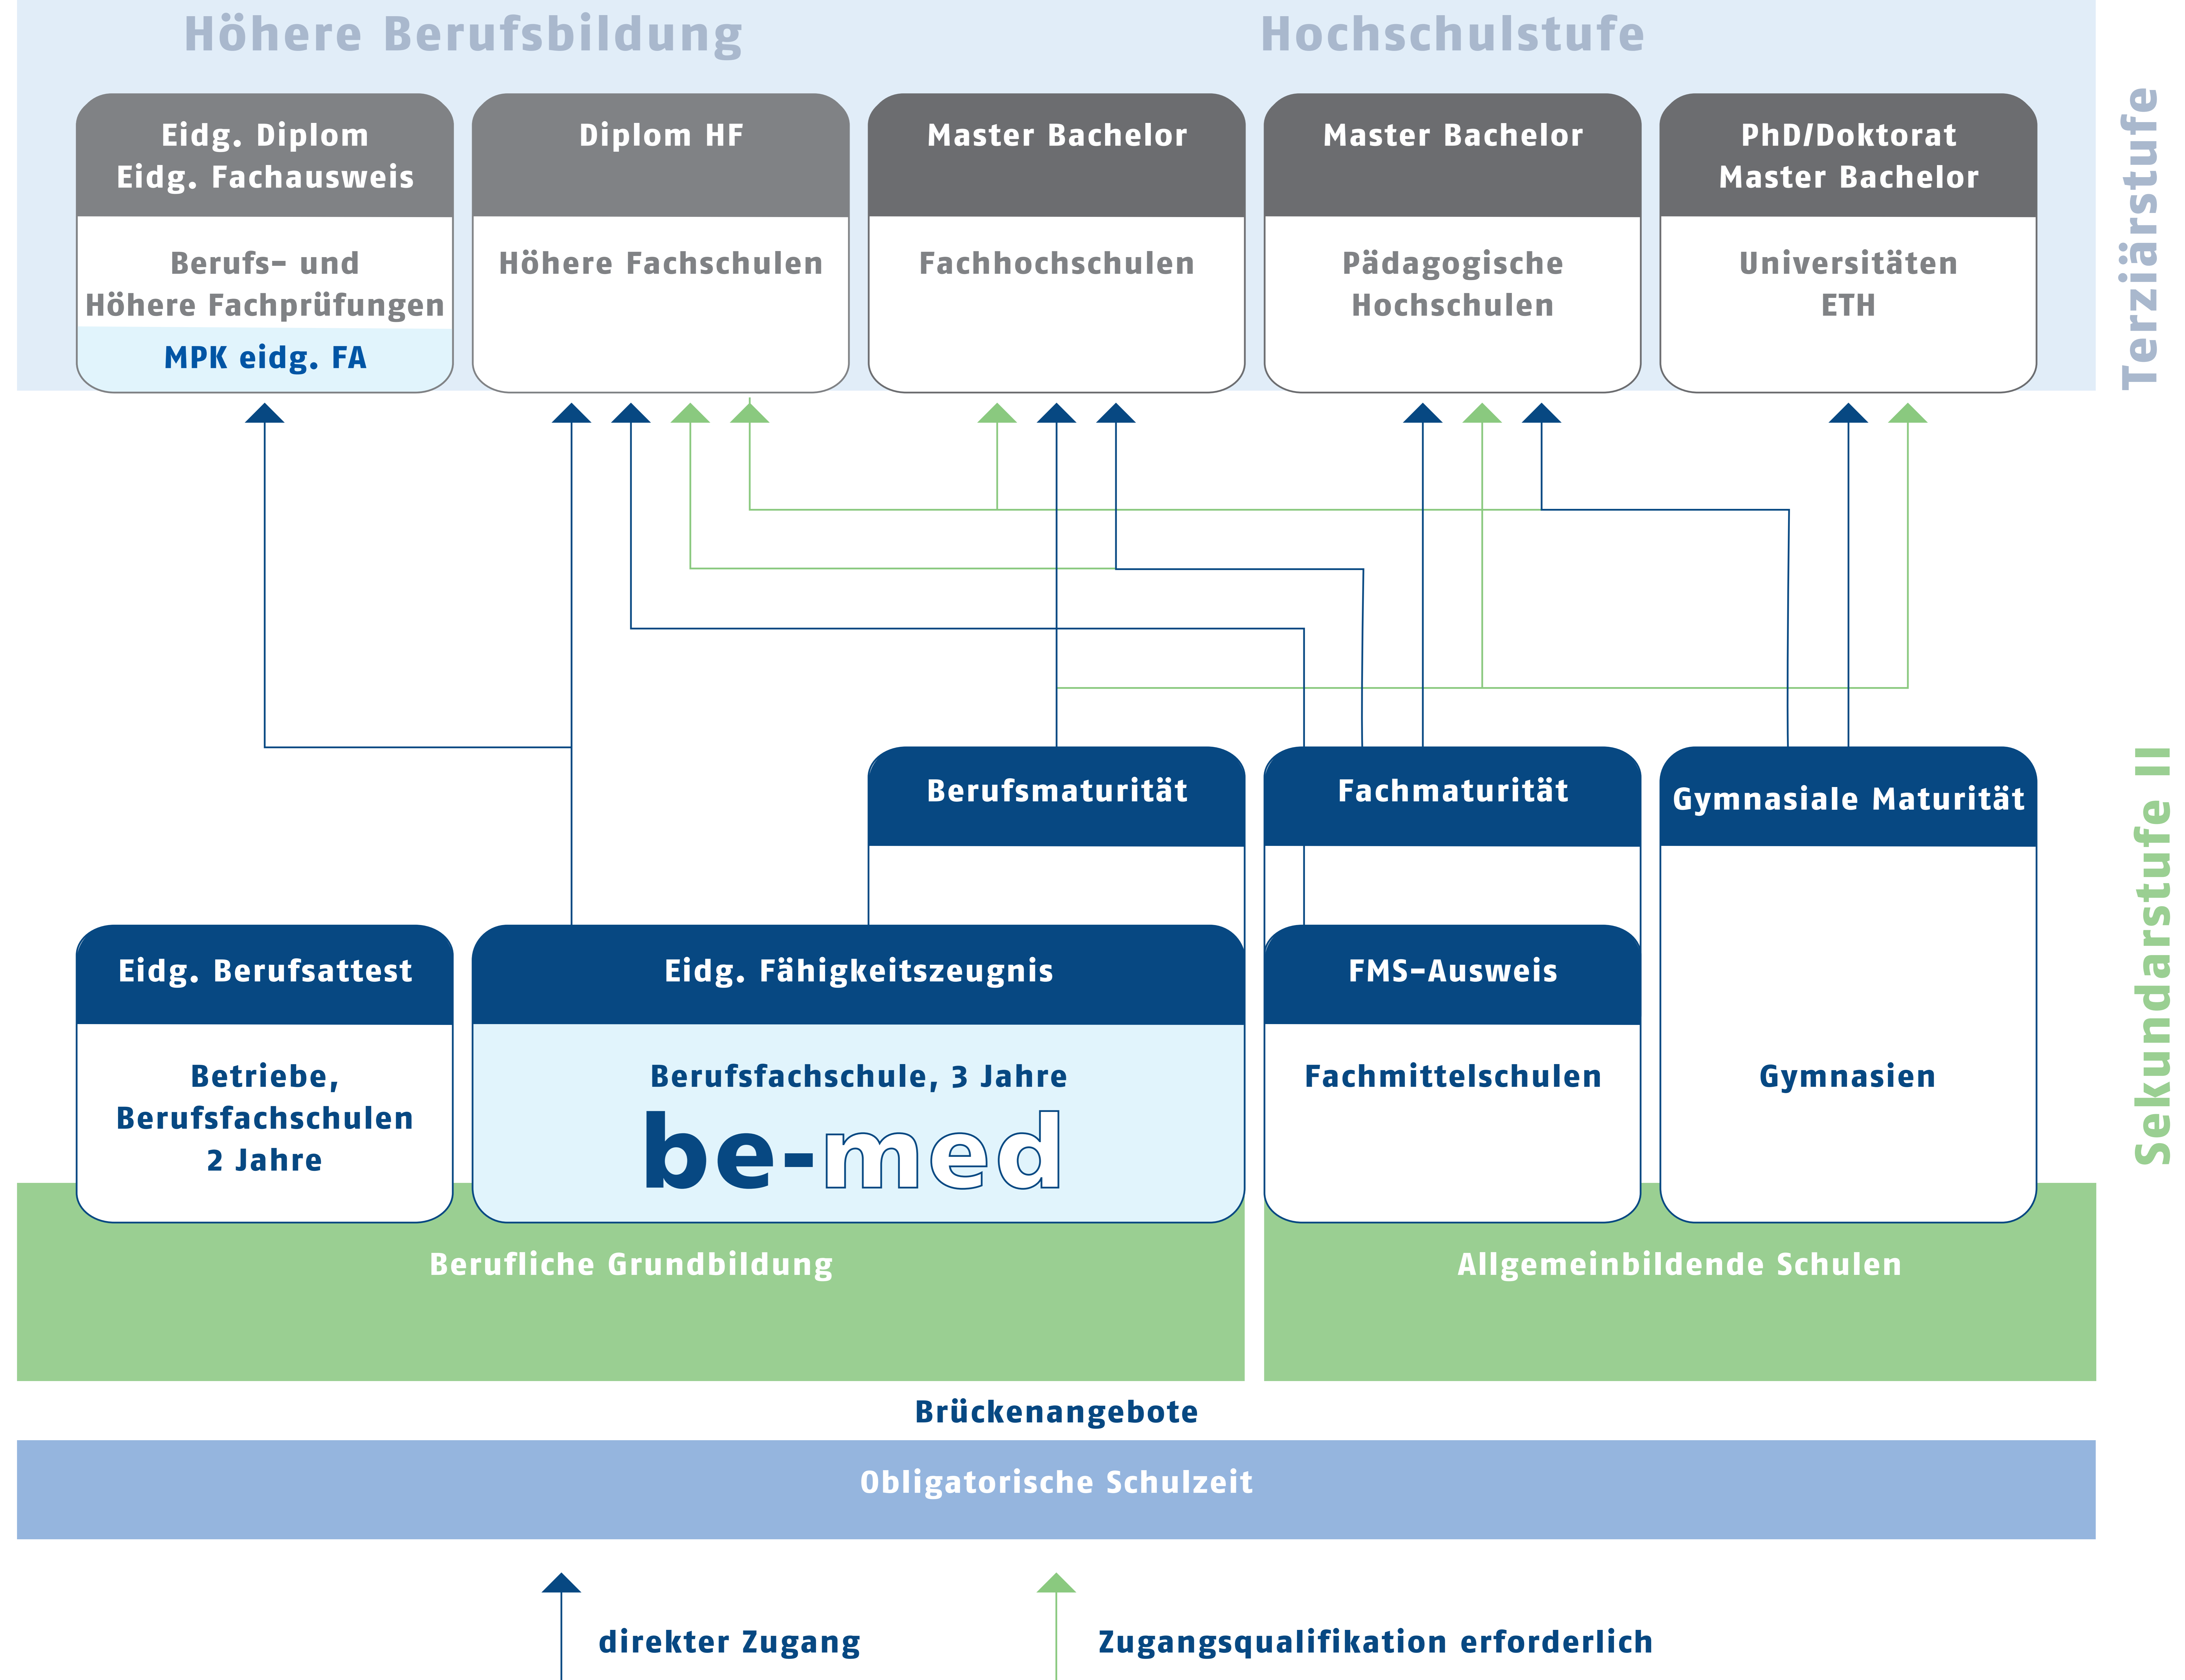 Höhere Berufsbildung
Hochschulstufe
Terziärstufe
Eidg. Diplom
Eidg. Fachausweis
Berufs- und
Höhere Fachprüfungen
MPK eidg. FA
Diplom HF
Höhere Fachschulen
Master Bachelor
Fachhochschulen
Master Bachelor
Pädagogische
Hochschulen
PhD/Doktorat
Master Bachelor
Universitäten
ETH
Sekundarstufe II
Berufsmaturität
Fachmaturität
Gymnasiale Maturität
Eidg. Berufsattest
Betriebe,
Berufsfachschulen
2 Jahre
Eidg. Fähigkeitszeugnis
Berufsfachschule, 3 Jahre
be-med
FMS-Ausweis
Fachmittelschulen
Gymnasien
Berufliche Grundbildung
Allgemeinbildende Schulen
Brückenangebote
Obligatorische Schulzeit
direkter Zugang
Zugangsqualifikation erforderlich